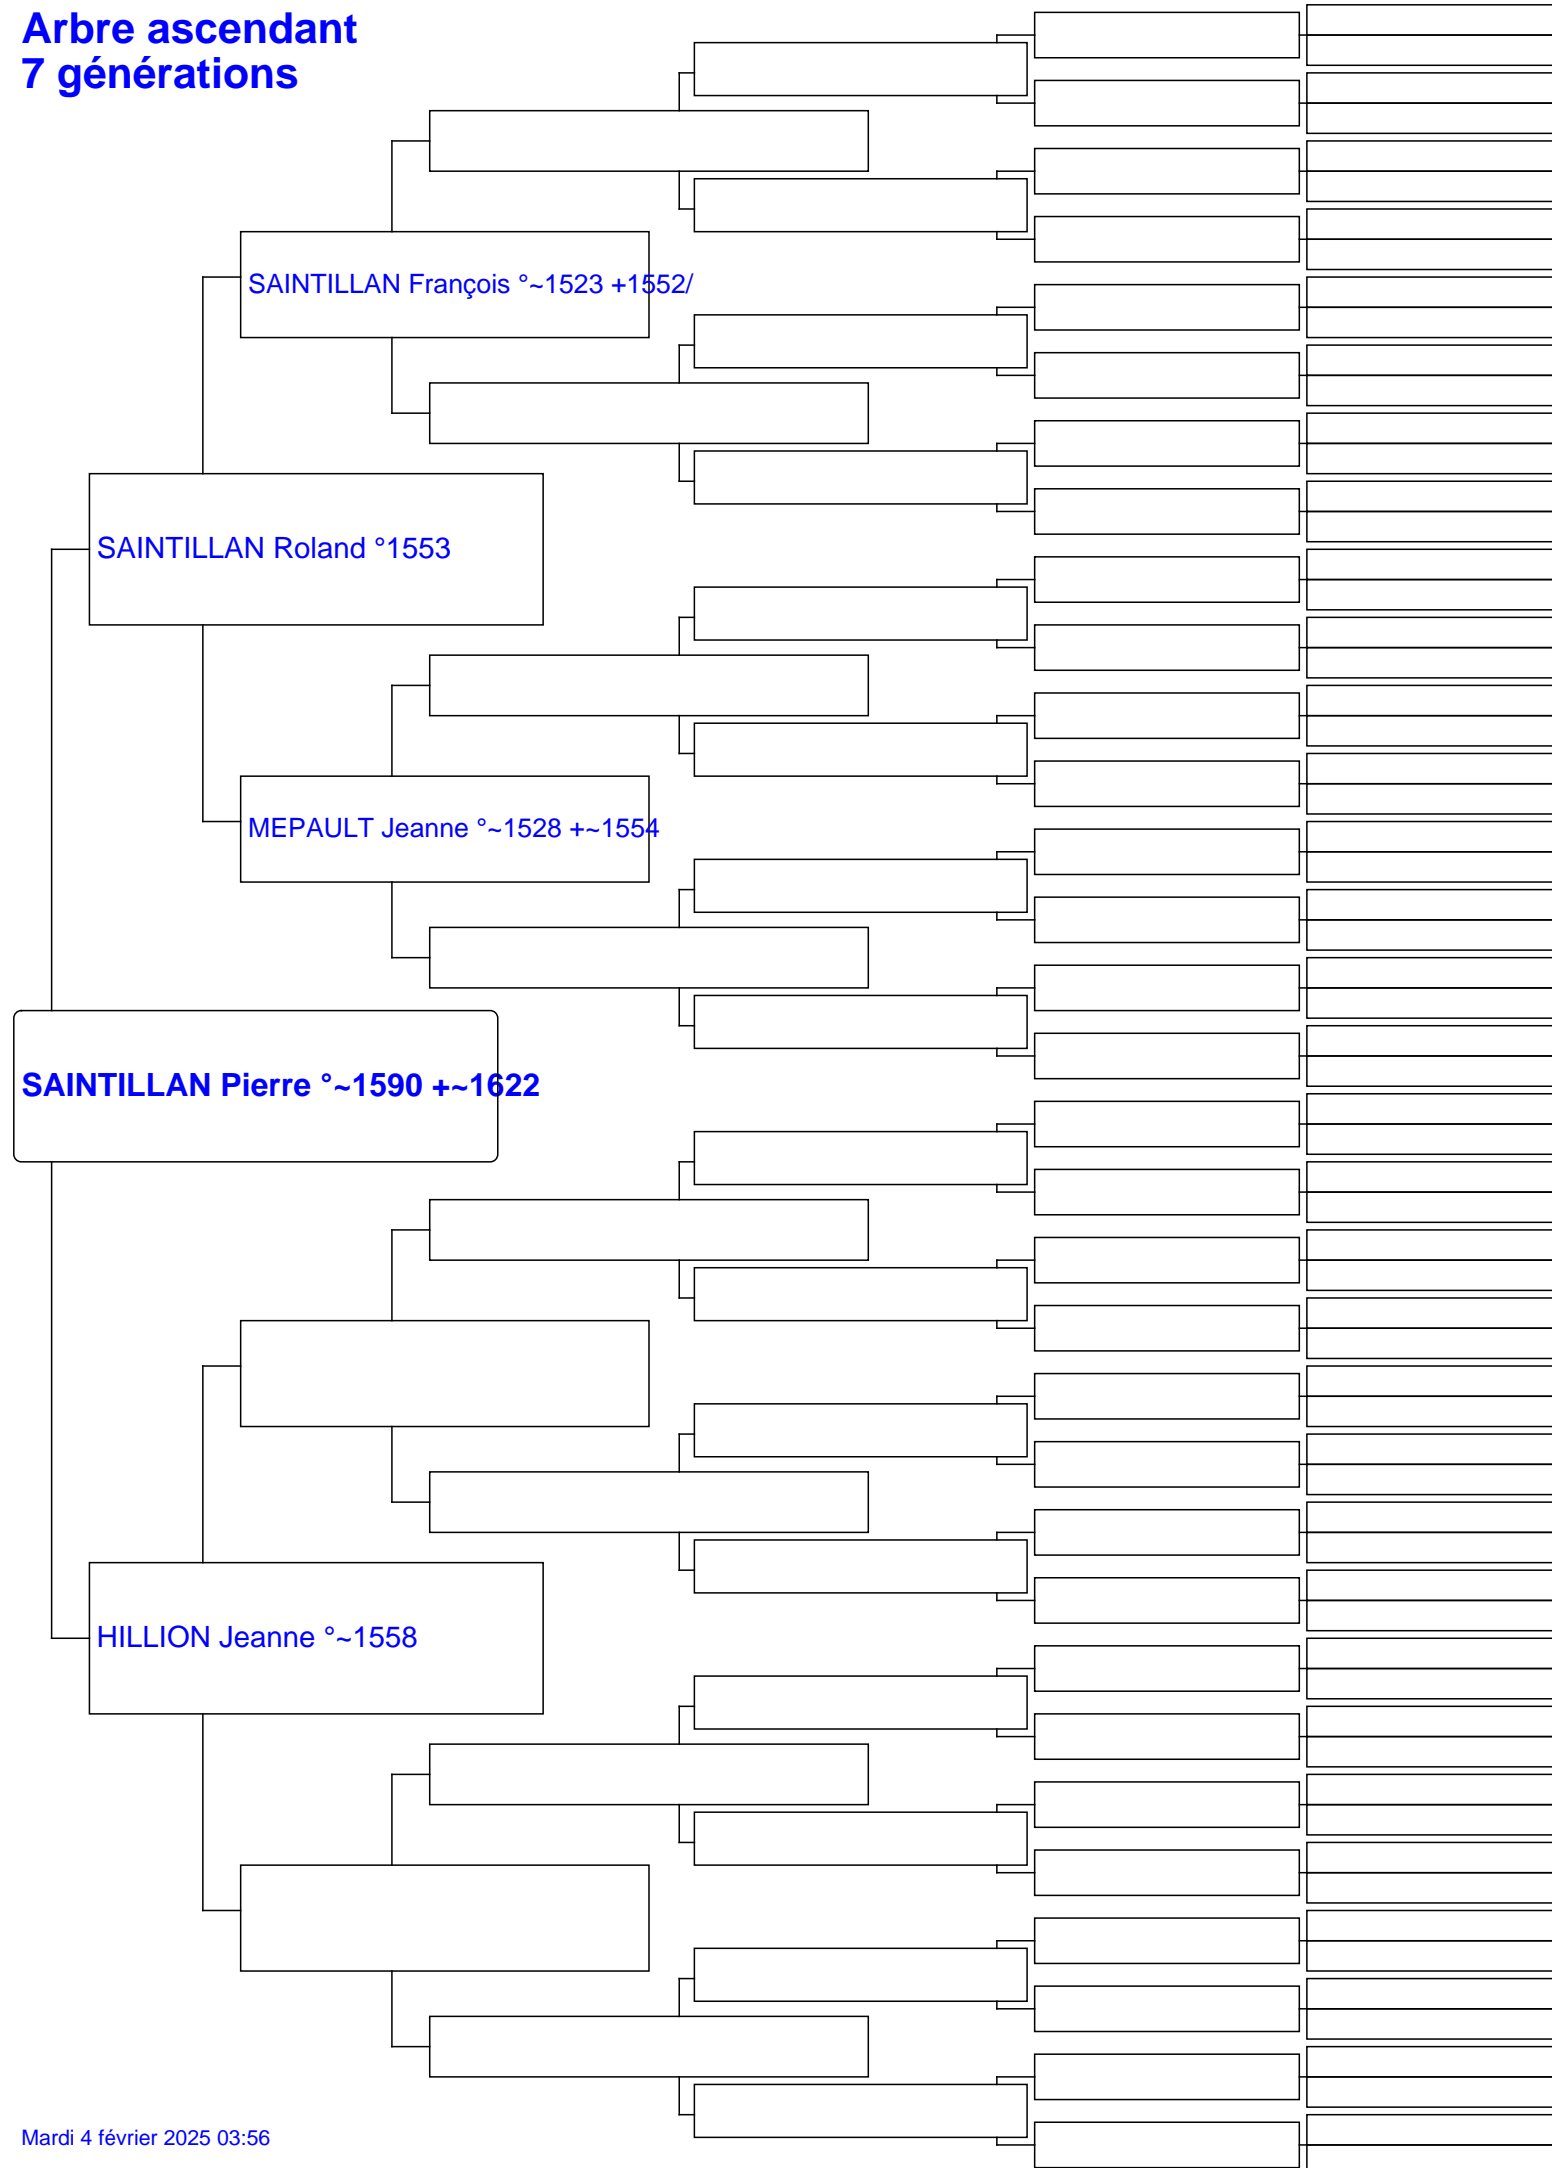 Arbre ascendant
7 générations
SAINTILLAN François °~1523 +1552/
SAINTILLAN Roland °1553
MEPAULT Jeanne °~1528 +~1554
SAINTILLAN Pierre °~1590 +~1622
HILLION Jeanne °~1558
Mardi 4 février 2025 03:56